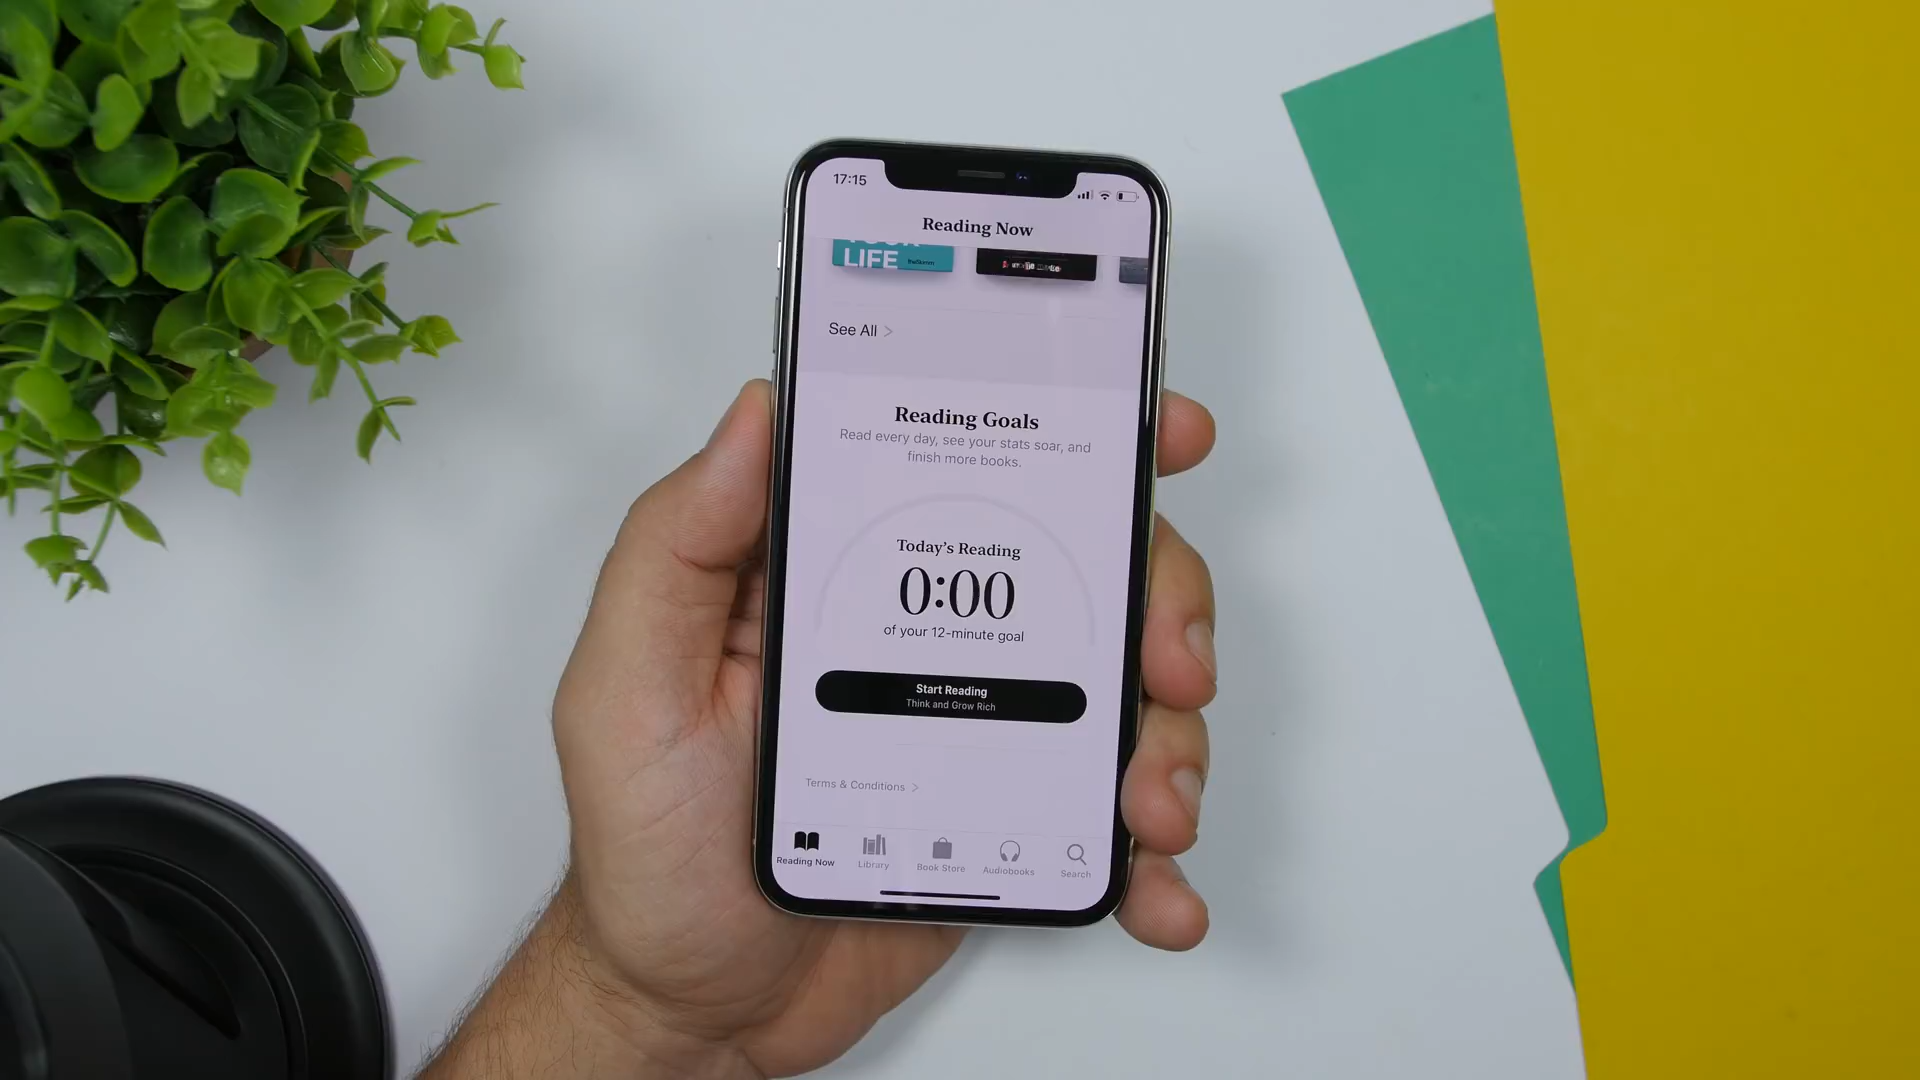 17:15
Reading Now
LIFE
theSkimm
See All
Reading Goals
Read every day, see your stats soar, and
finish more books.
Today's Reading
0:00
of your 12-minute goal
Start Reading
Think and Grow Rich
Terms & Conditions
Reading Now
Library
Book Store
Audiobooks
Search